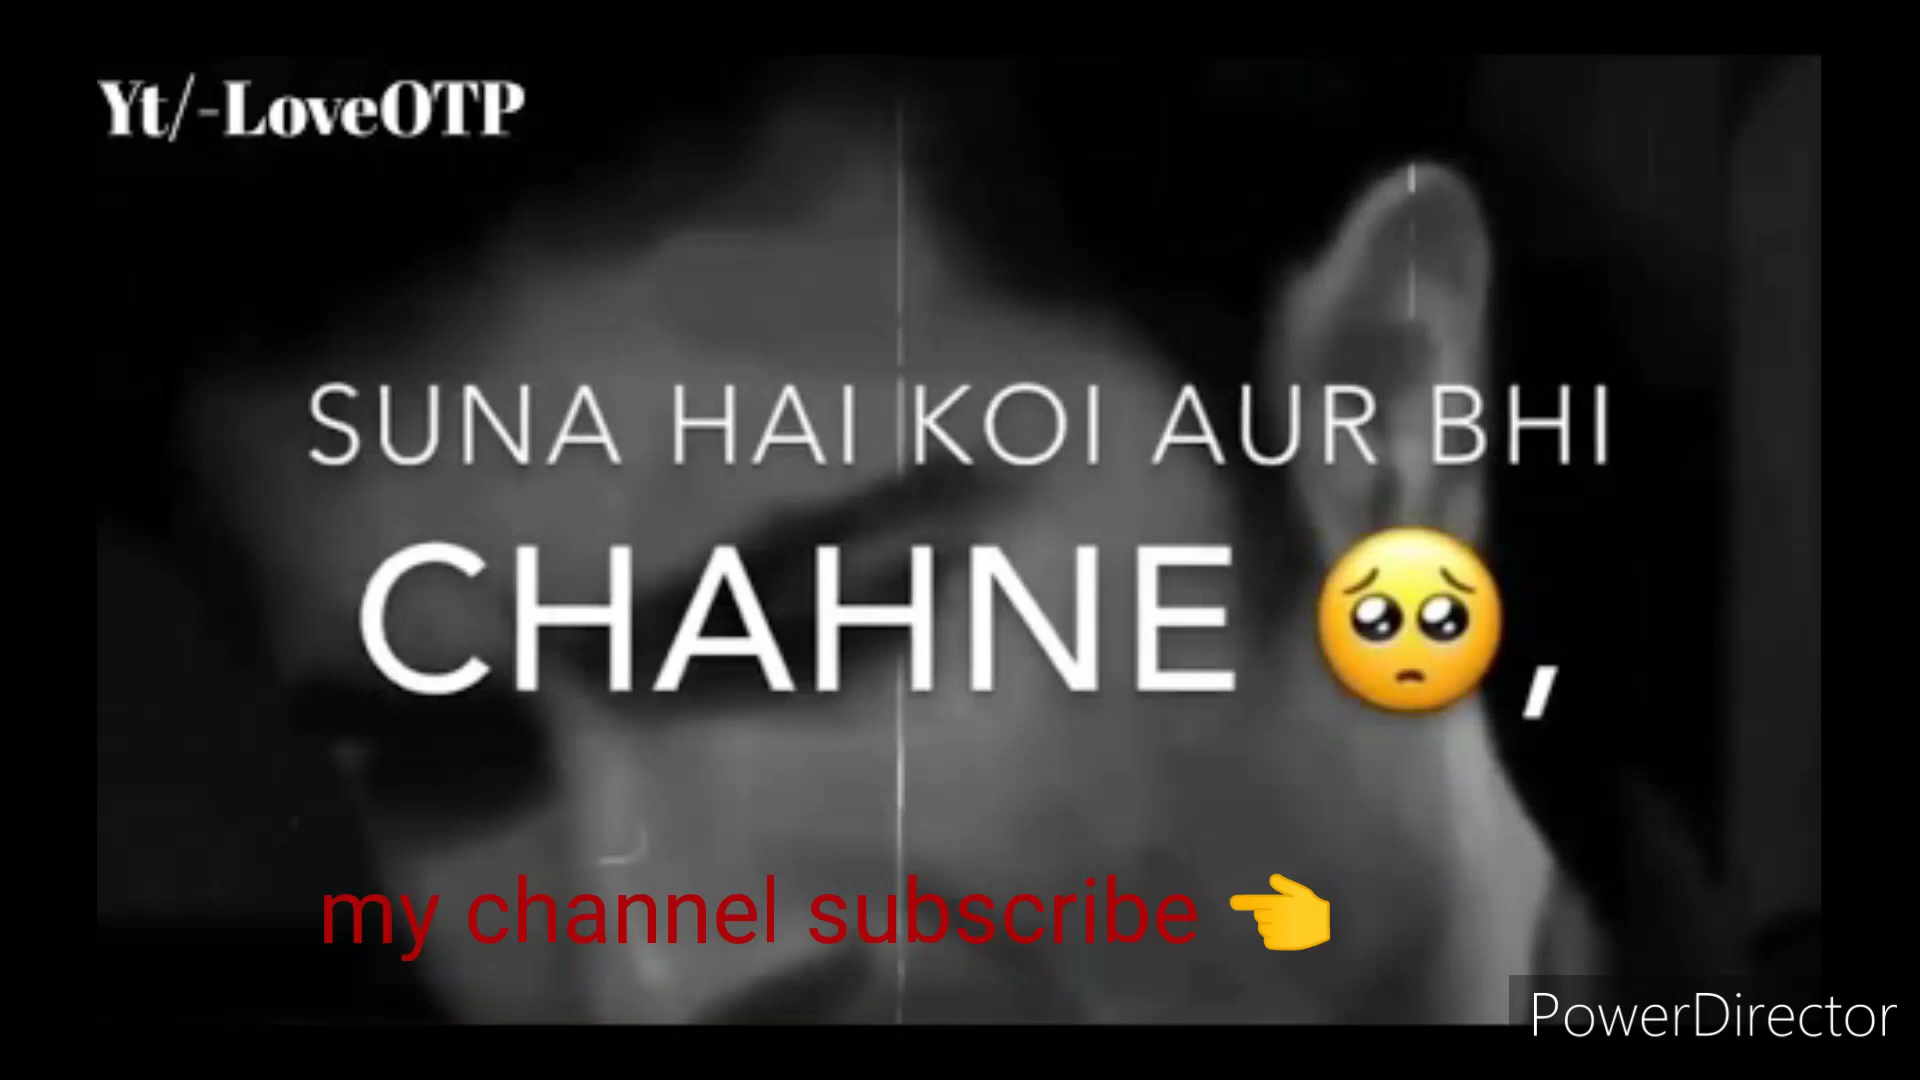 Yt/-LoveOTP
SUNA HAI KOI AUR BHI
CHAHNE 🥺,
my channel subscribe 👈
PowerDirector